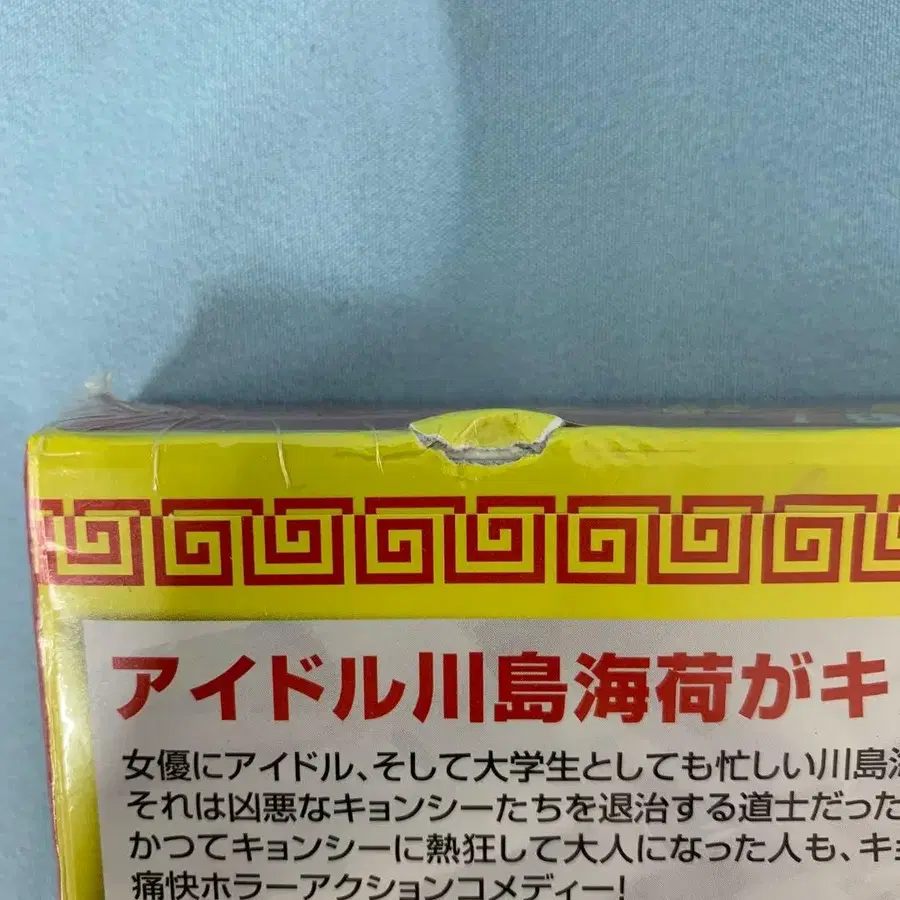 アイドル川島海荷がキ
女優にアイドル、そして大学生としても忙しい川島海
それは凶悪なキョンシーたちを退治する道士だった
かつてキョンシーに熱狂して大人になった人も、キョ
痛快ホラーアクションコメディー!